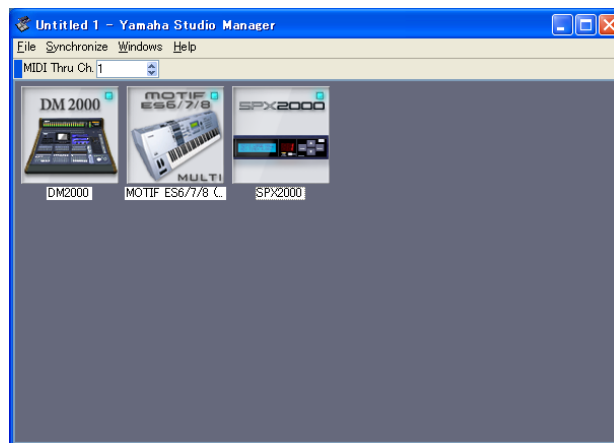 Untitled 1 - Yamaha Studio Manager
File Synchronize Windows Help
MIDI Thru Ch. 1
DM 2000
MOTIF
ES6/7/8
MULTI
SPX2000
DM2000
MOTIF ES6/7/8 (...
SPX2000